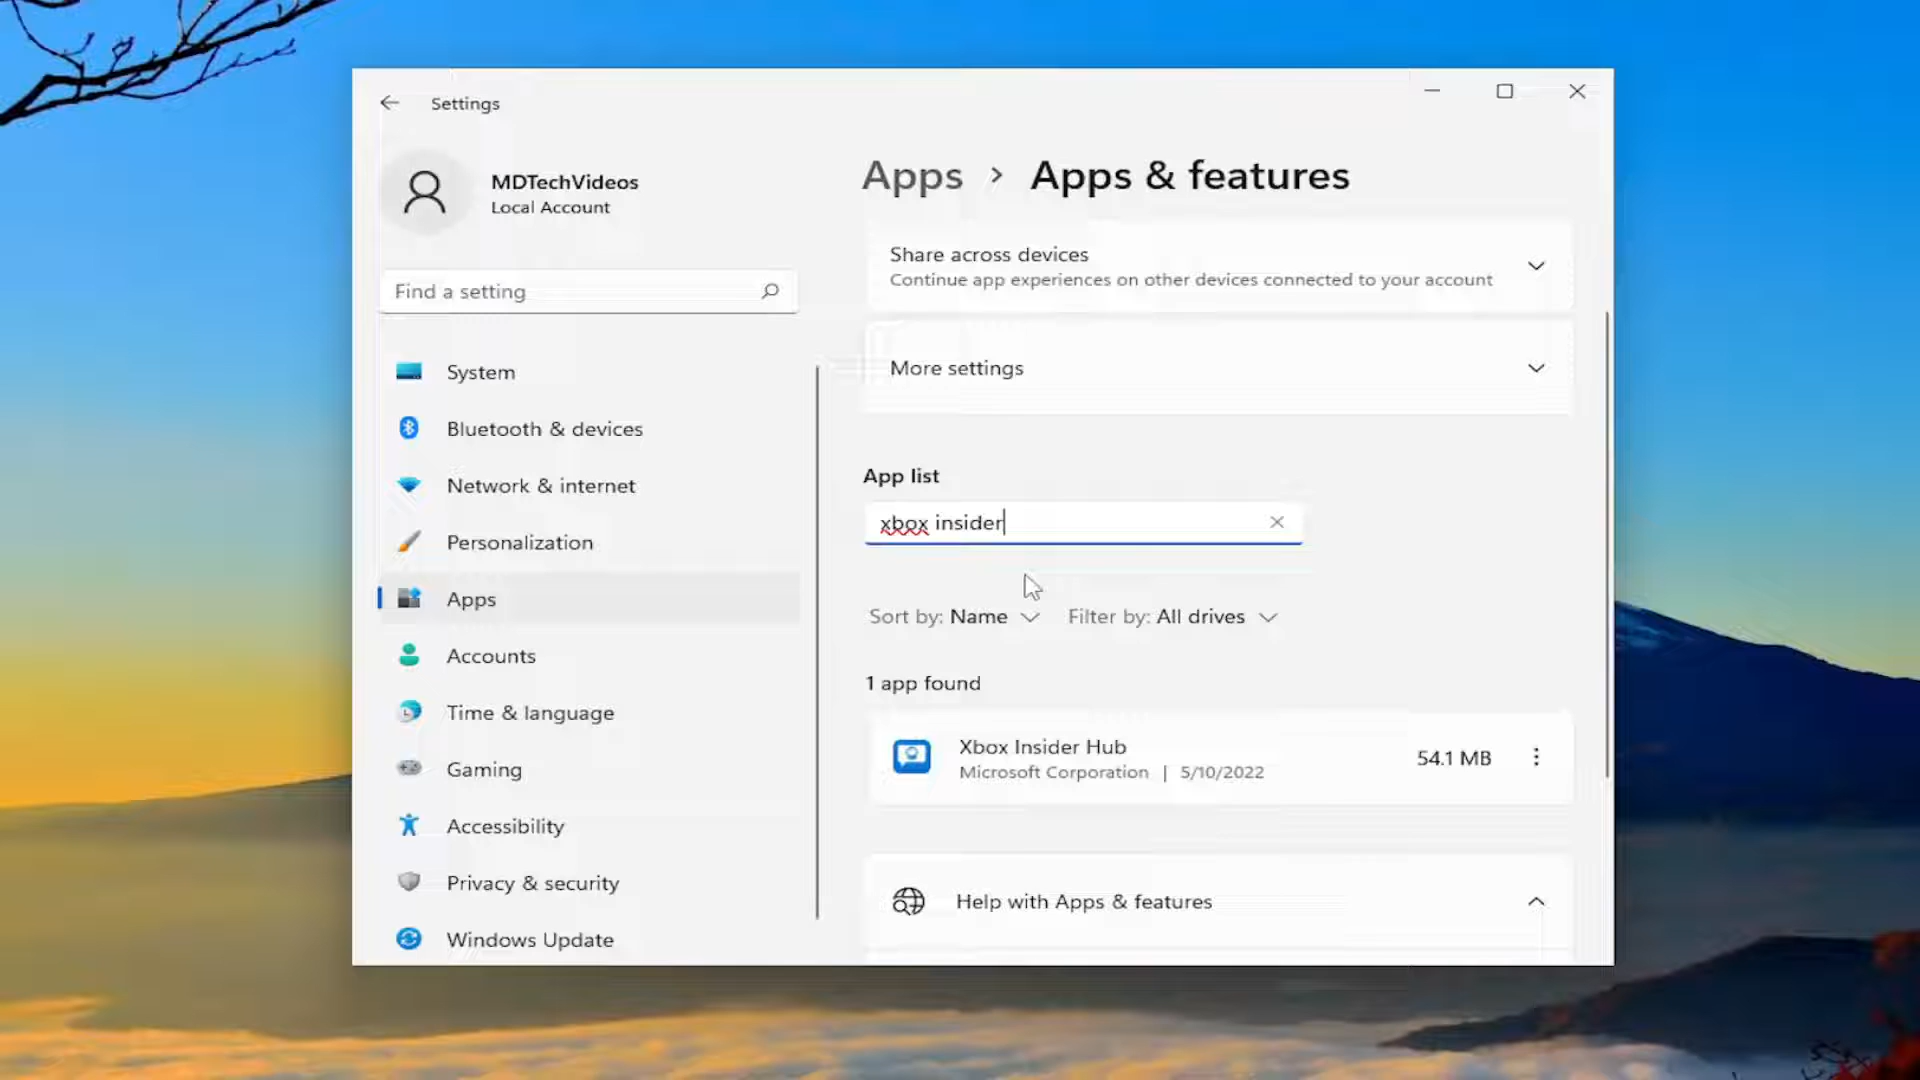 Settings
MDTechVideos
Local Account
Find a setting
System
Bluetooth & devices
Network & internet
Personalization
Apps
Accounts
Time & language
Gaming
Accessibility
Privacy & security
Windows Update
Apps > Apps & features
Share across devices
Continue app experiences on other devices connected to your account
More settings
App list
xbox insider
Sort by: Name Filter by: All drives
1 app found
Xbox Insider Hub
Microsoft Corporation | 5/10/2022
54.1 MB
Help with Apps & features